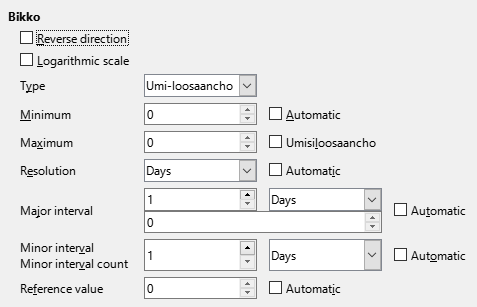 Bikko
Reverse direction
Logarithmic scale
Type Umi-loosaancho
Minimum 0 Automatic
Maximum 0 Umisiloosaancho
Resolution Days Automatic
1 Days
Major interval Automatic
0
Minor interval
Minor interval count 1 Days Automatic
Reference value 0 Automatic